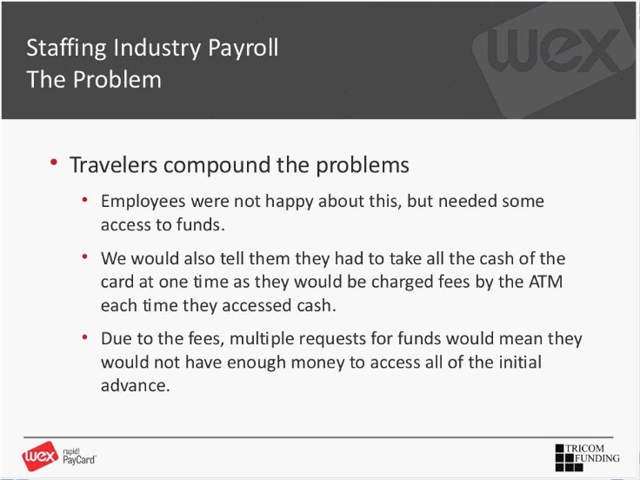 Staffing Industry Payroll
The Problem
wex
• Travelers compound the problems
• Employees were not happy about this, but needed some
access to funds.
• We would also tell them they had to take all the cash of the
card at one time as they would be charged fees by the ATM
each time they accessed cash.
• Due to the fees, multiple requests for funds would mean they
would not have enough money to access all of the initial
advance.
wex rapid!
PayCard
TRICOM
FUNDING